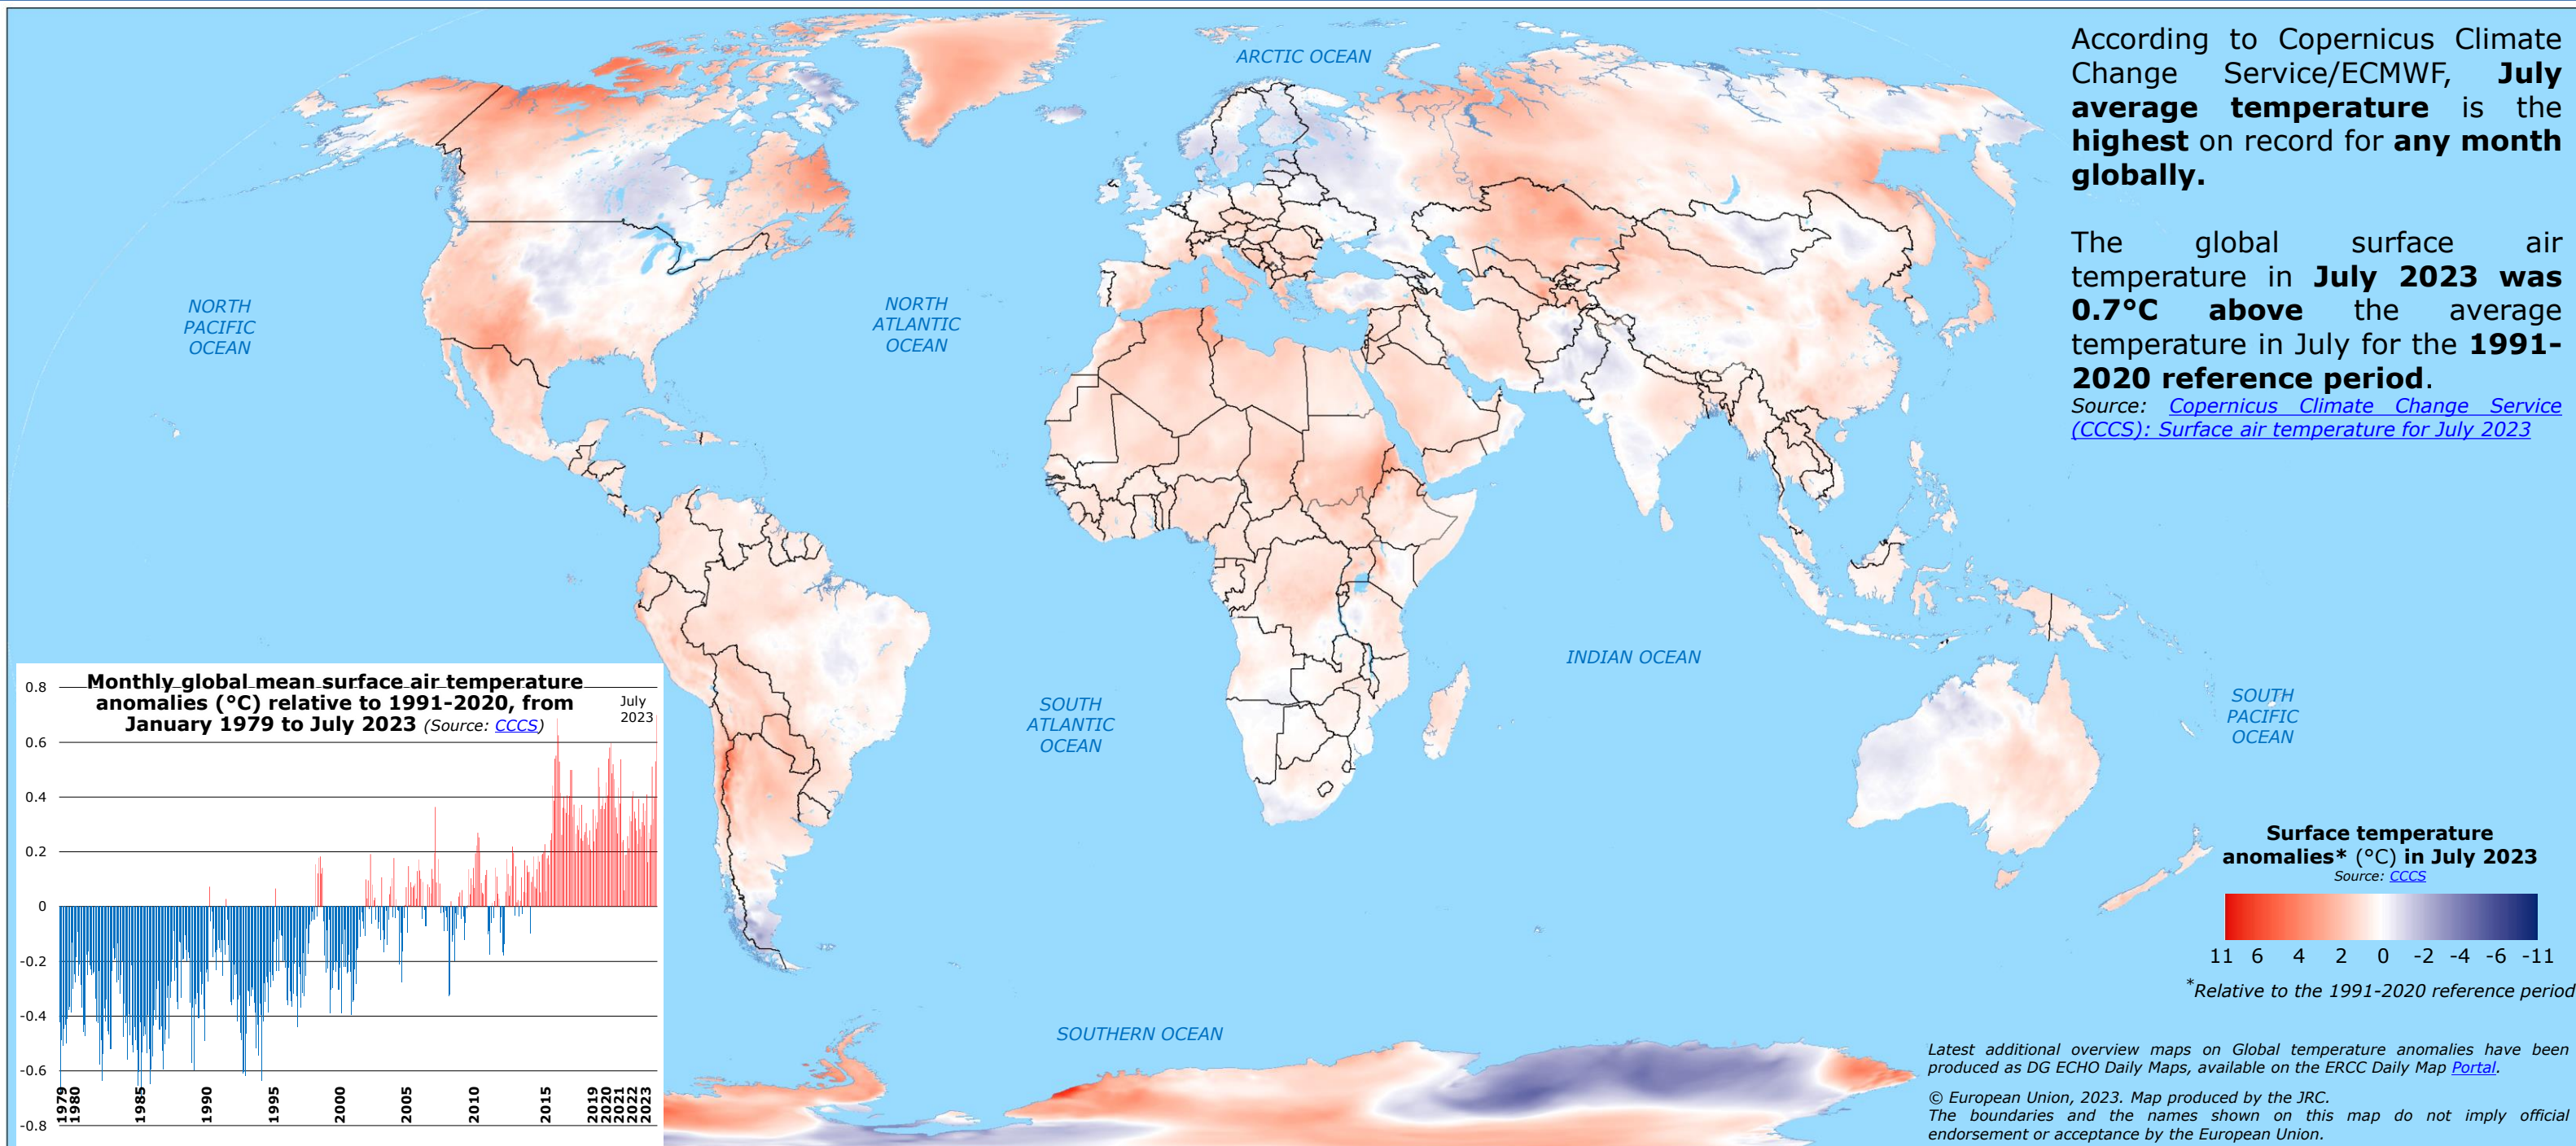 According to Copernicus Climate
Change Service/ECMWF, July
average temperature is the
highest on record for any month
globally.
The global surface air
temperature in July 2023 was
0.7°C above the average
temperature in July for the 1991-
2020 reference period.
Source: Copernicus Climate Change Service
(CCCS): Surface air temperature for July 2023
ARCTIC OCEAN
NORTH
PACIFIC
OCEAN
NORTH
ATLANTIC
OCEAN
INDIAN OCEAN
SOUTH
ATLANTIC
OCEAN
SOUTH
PACIFIC
OCEAN
SOUTHERN OCEAN
Monthly global mean surface air temperature
anomalies (°C) relative to 1991-2020, from
January 1979 to July 2023 (Source: CCCS)
July
2023
0.8
0.6
0.4
0.2
0
-0.2
-0.4
-0.6
-0.8
1979
1980
1985
1990
1995
2000
2005
2010
2015
2019
2020
2021
2022
2023
Surface temperature
anomalies* (°C) in July 2023
Source: CCCS
11 6 4 2 0 -2 -4 -6 -11
*Relative to the 1991-2020 reference period
Latest additional overview maps on Global temperature anomalies have been
produced as DG ECHO Daily Maps, available on the ERCC Daily Map Portal.
© European Union, 2023. Map produced by the JRC.
The boundaries and the names shown on this map do not imply official
endorsement or acceptance by the European Union.